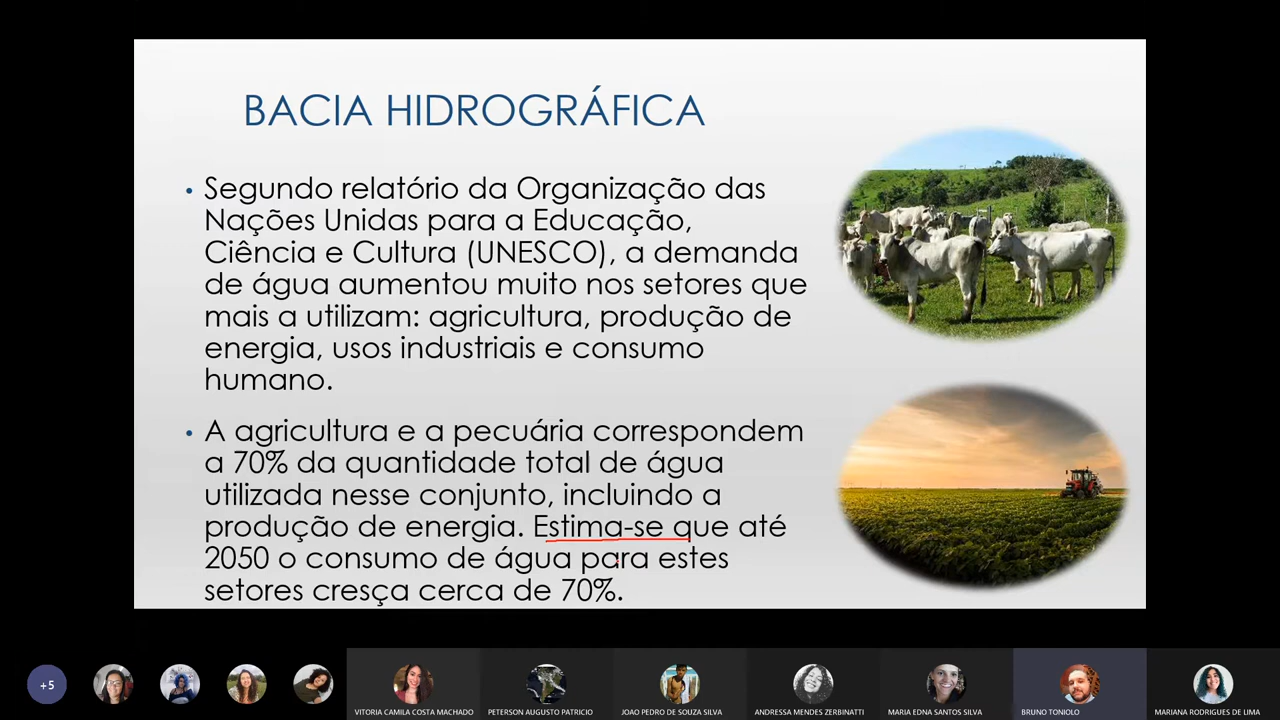 BACIA HIDROGRÁFICA
• Segundo relatório da Organização das
Nações Unidas para a Educação,
Ciência e Cultura (UNESCO), a demanda
de água aumentou muito nos setores que
mais a utilizam: agricultura, produção de
energia, usos industriais e consumo
humano.
• A agricultura e a pecuária correspondem
a 70% da quantidade total de água
utilizada nesse conjunto, incluindo a
produção de energia. Estima-se que até
2050 o consumo de água para estes
setores cresça cerca de 70%.
+5
VITORIA CAMILA COSTA MACHADO
PETERSON AUGUSTO PATRICIO
JOAO PEDRO DE SOUZA SILVA
ANDRESSA MENDES ZERBINATTI
MARIA EDNA SANTOS SILVA
BRUNO TONIOLO
MARIANA RODRIGUES DE LIMA